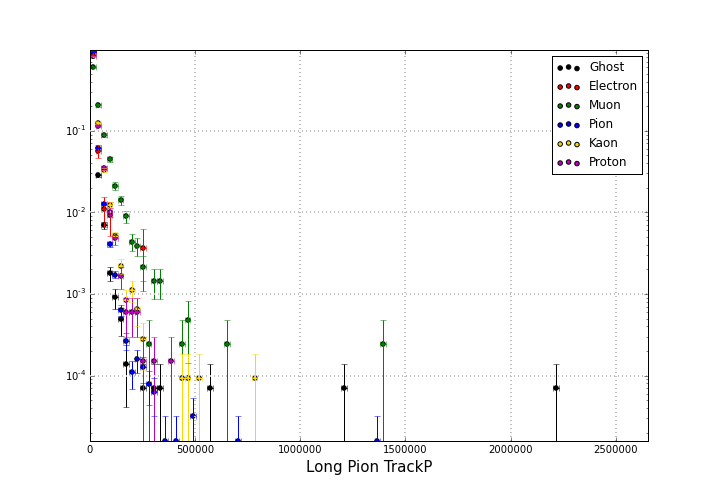 Ghost
Electron
Muon
Pion
Kaon
Proton
10^-1
10^-2
10^-3
10^-4
0 500000 1000000 1500000 2000000 2500000
Long Pion TrackP